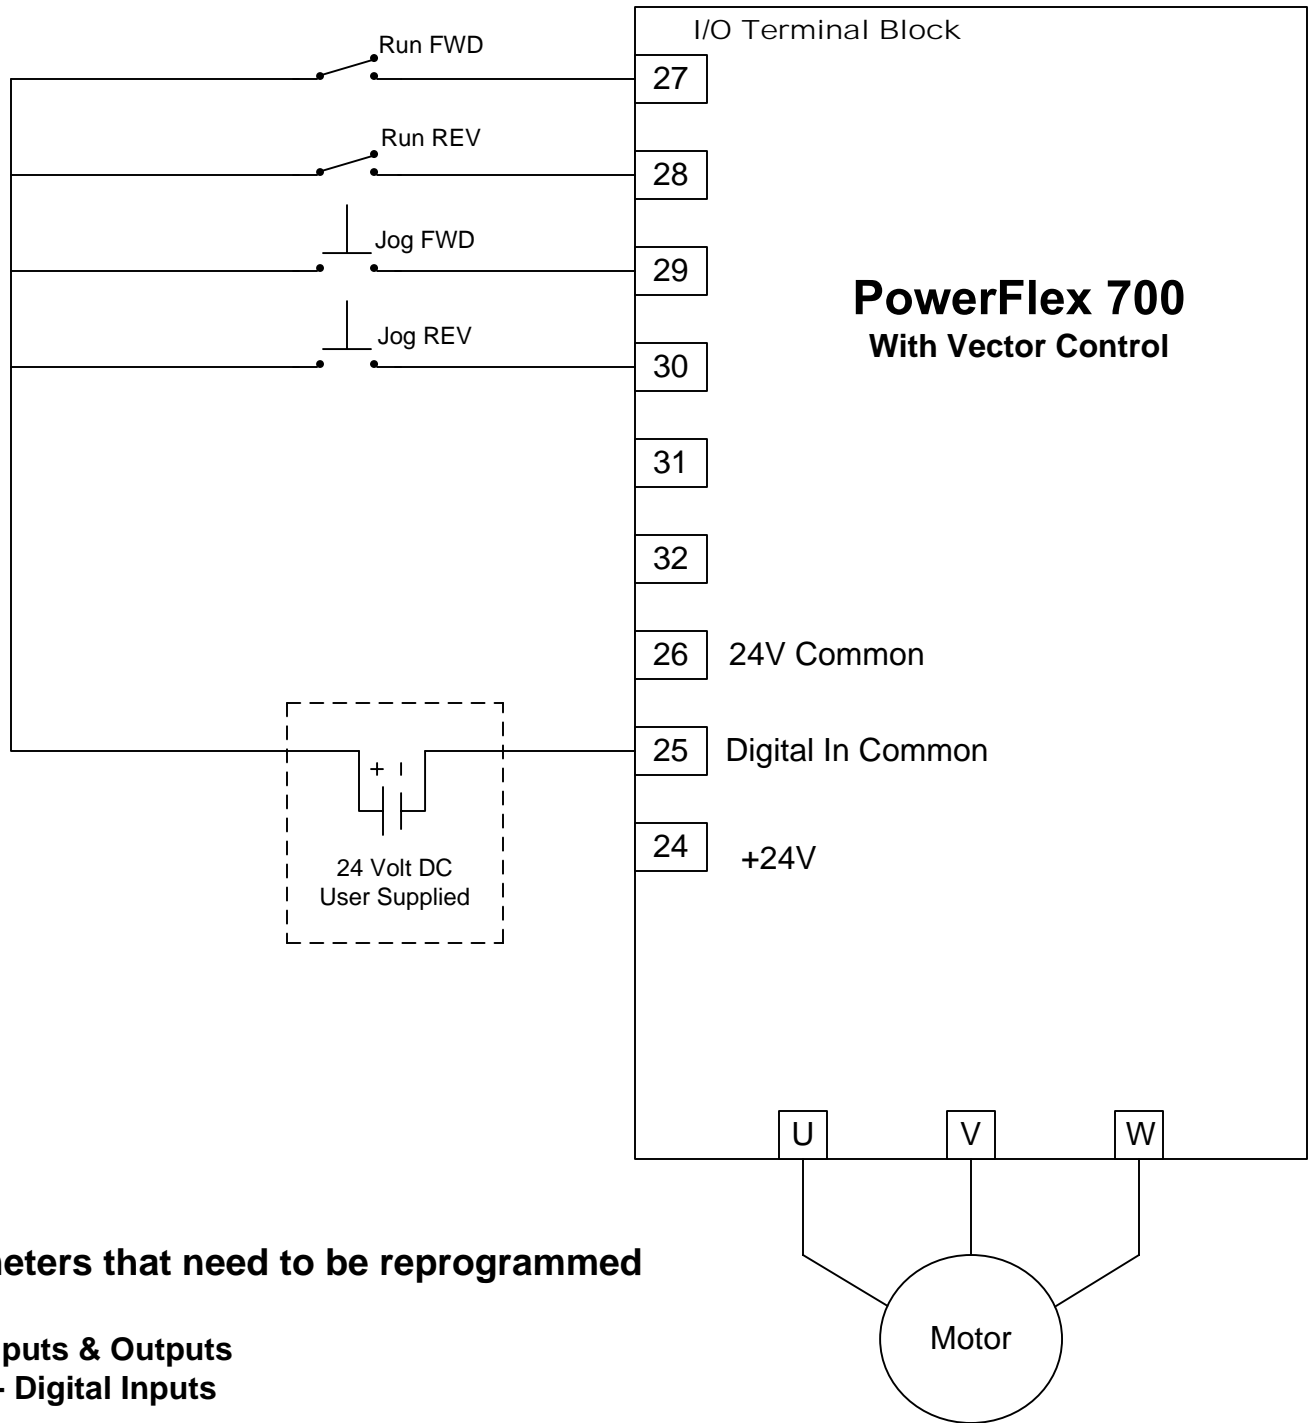 I/O Terminal Block
Run FWD
27
Run REV
28
Jog FWD
29
PowerFlex 700
With Vector Control
Jog REV
30
31
32
26 24V Common
25 Digital In Common
+ -
24 +24V
24 Volt DC
User Supplied
U V W
Motor
eters that need to be reprogrammed
puts & Outputs
- Digital Inputs